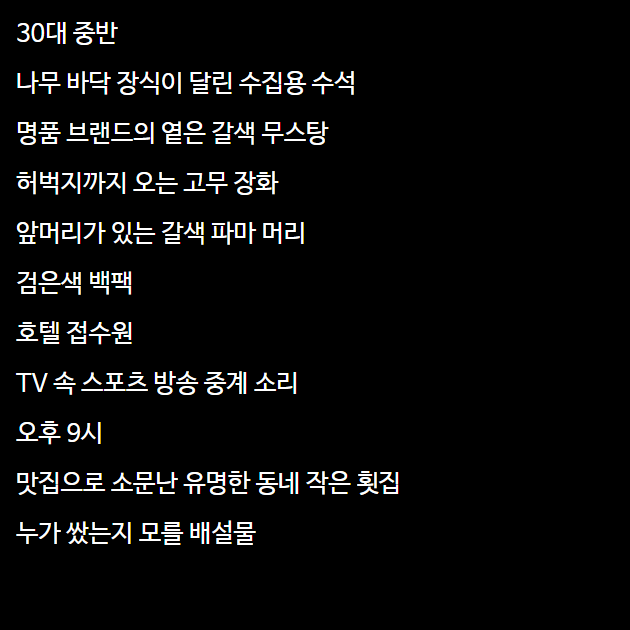 30대 중반
나무 바닥 장식이 달린 수집용 수석
명품 브랜드의 옅은 갈색 무스탕
허벅지까지 오는 고무 장화
앞머리가 있는 갈색 파마 머리
검은색 백팩
호텔 접수원
TV 속 스포츠 방송 중계 소리
오후 9시
맛집으로 소문난 유명한 동네 작은 횟집
누가 쌌는지 모를 배설물